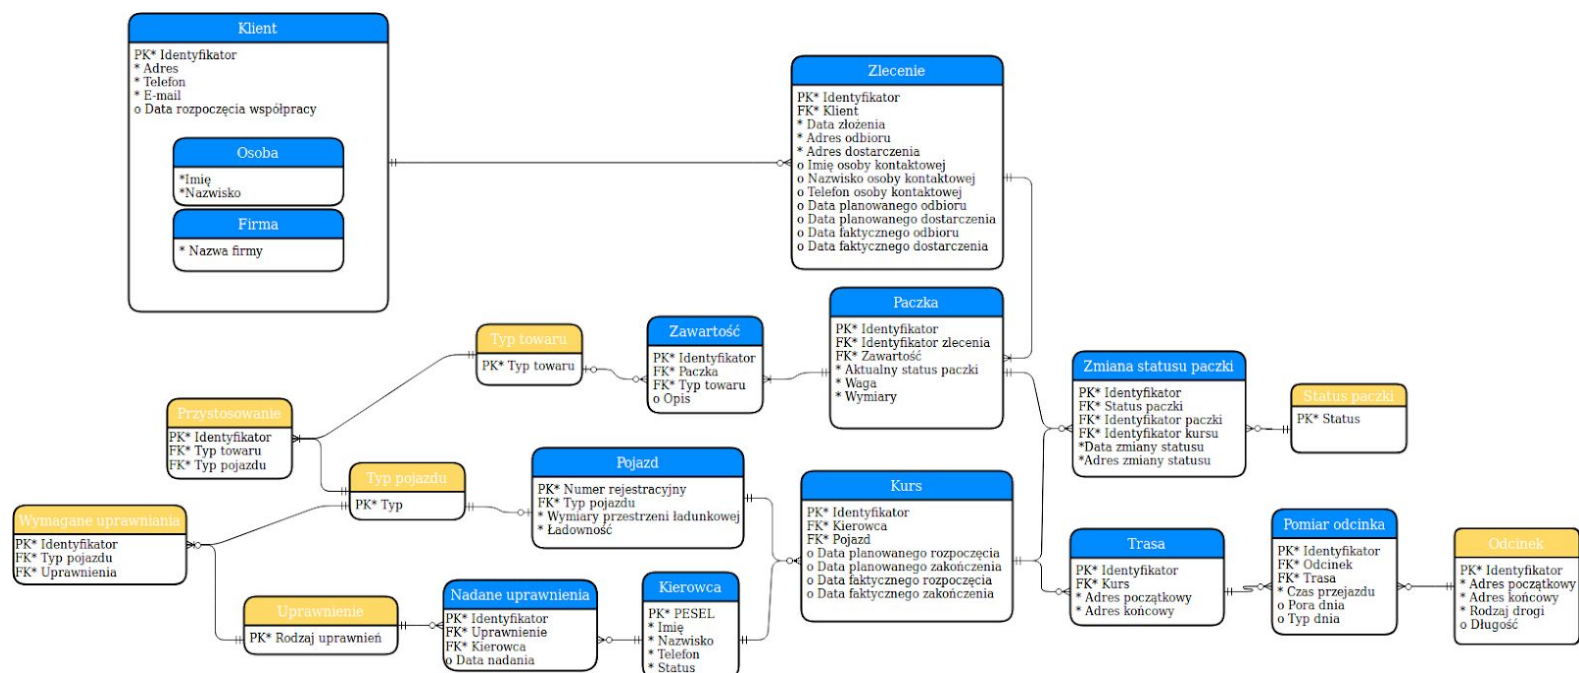 Klient
PK* Identyfikator
* Adres
* Telefon
* E-mail
o Data rozpoczęcia współpracy
Osoba
*Imię
*Nazwisko
Firma
* Nazwa firmy
Zlecenie
PK* Identyfikator
FK* Klient
* Data złożenia
* Adres odbioru
* Adres dostarczenia
o Imię osoby kontaktowej
o Nazwisko osoby kontaktowej
o Telefon osoby kontaktowej
o Data planowanego odbioru
o Data planowanego dostarczenia
o Data faktycznego odbioru
o Data faktycznego dostarczenia
Typ towaru
PK* Typ towaru
Zawartość
PK* Identyfikator
FK* Paczka
FK* Typ towaru
o Opis
Paczka
PK* Identyfikator
FK* Identyfikator zlecenia
FK* Zawartość
* Aktualny status paczki
* Waga
* Wymiary
Zmiana statusu paczki
PK* Identyfikator
FK* Status paczki
FK* Identyfikator paczki
FK* Identyfikator kursu
*Data zmiany statusu
*Adres zmiany statusu
Status paczki
PK* Status
Przystosowanie
PK* Identyfikator
FK* Typ towaru
FK* Typ pojazdu
Typ pojazdu
PK* Typ
Pojazd
PK* Numer rejestracyjny
FK* Typ pojazdu
* Wymiary przestrzeni ładunkowej
* Ładowność
Kurs
PK* Identyfikator
FK* Kierowca
FK* Pojazd
o Data planowanego rozpoczęcia
o Data planowanego zakończenia
o Data faktycznego rozpoczęcia
o Data faktycznego zakończenia
Wymagane uprawniania
PK* Identyfikator
FK* Typ pojazdu
FK* Uprawnienia
Uprawnienie
PK* Rodzaj uprawnień
Nadane uprawnienia
PK* Identyfikator
FK* Uprawnienie
FK* Kierowca
o Data nadania
Kierowca
PK* PESEL
* Imię
* Nazwisko
* Telefon
* Status
Trasa
PK* Identyfikator
FK* Kurs
* Adres początkowy
* Adres końcowy
Pomiar odcinka
PK* Identyfikator
FK* Odcinek
FK* Trasa
* Czas przejazdu
o Pora dnia
o Typ dnia
Odcinek
PK* Identyfikator
* Adres początkowy
* Adres końcowy
* Rodzaj drogi
o Długość